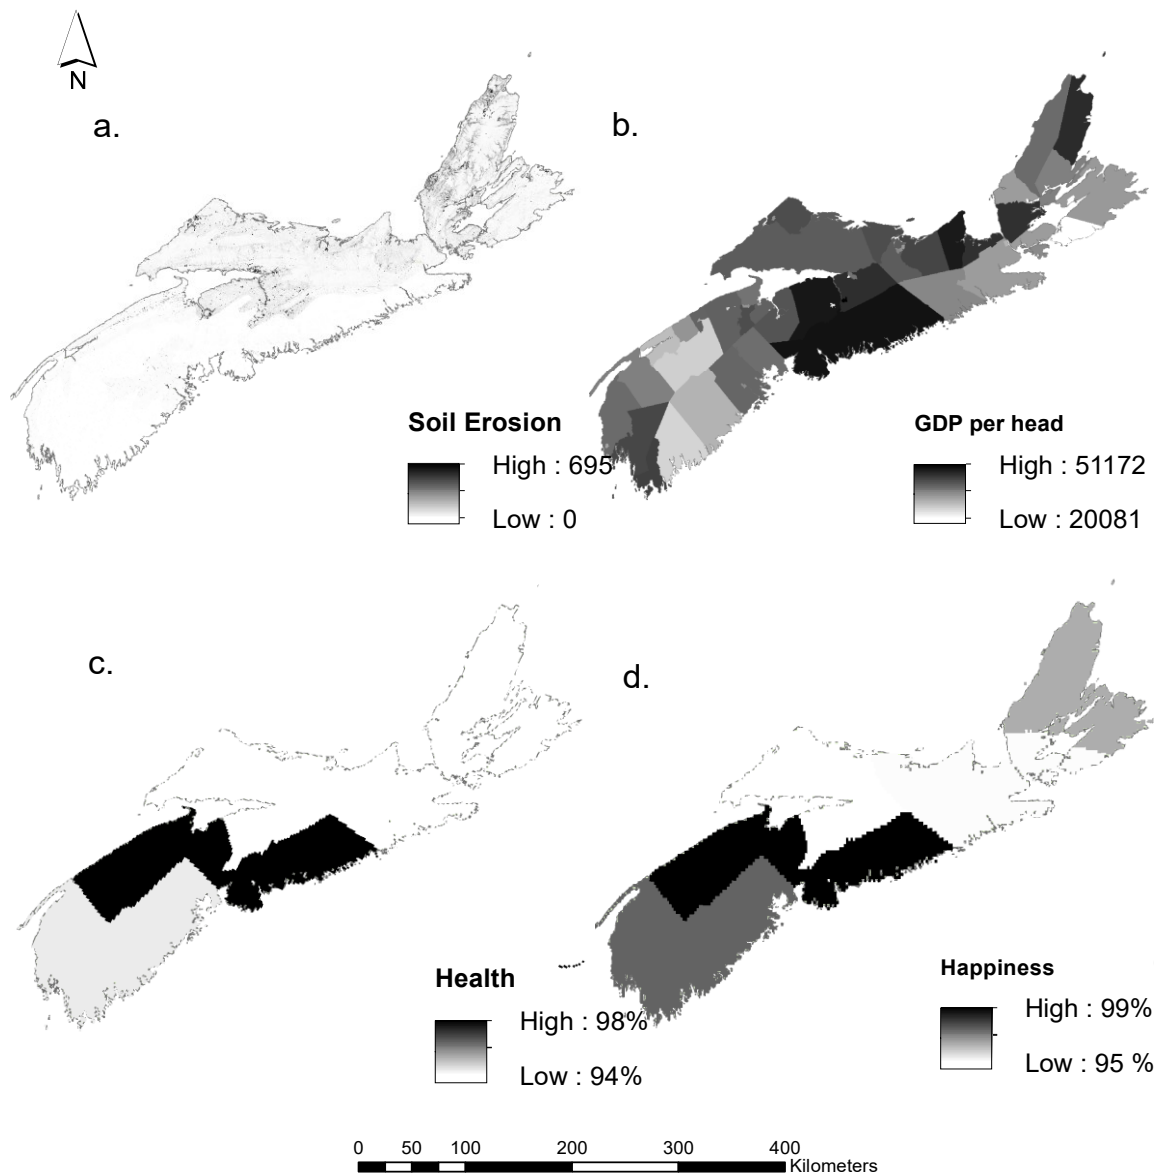 N
a.
b.
Soil Erosion
High : 695
Low : 0
GDP per head
High : 51172
Low : 20081
c.
d.
Health
High : 98%
Low : 94%
Happiness
High : 99%
Low : 95 %
0 50 100 200 300 400
Kilometers